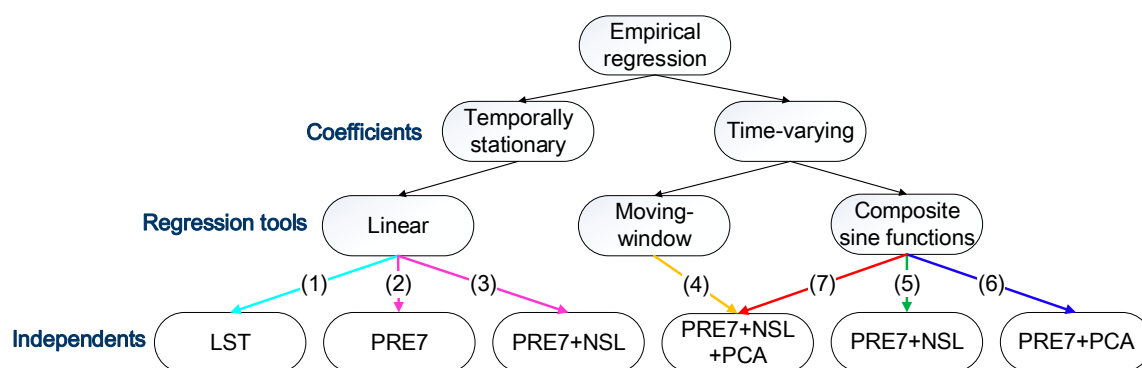 Empirical
regression
Coefficients
Temporally
stationary
Time-varying
Regression tools
Linear
Moving-
window
Composite
sine functions
(1)
(2)
(3)
(4)
(7)
(5)
(6)
Independents
LST
PRE7
PRE7+NSL
PRE7+NSL
+PCA
PRE7+NSL
PRE7+PCA